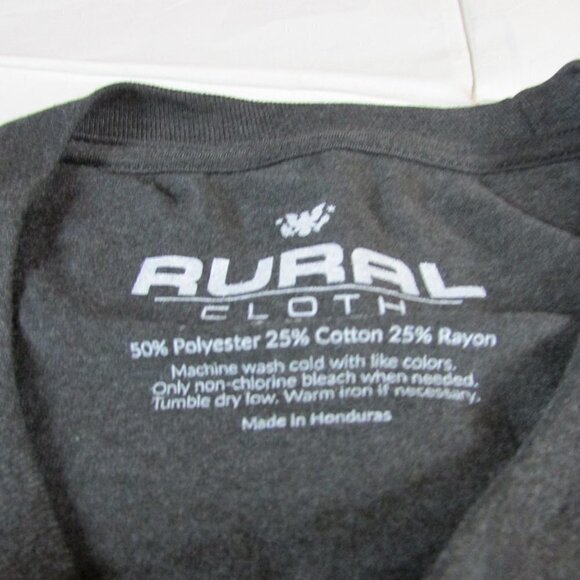 RURAL
CLOTH
50% Polyester 25% Cotton 25% Rayon
Machine wash cold with like colors.
Only non-chlorine bleach when needed.
Tumble dry low. Warm iron if necessary.
Made in Honduras